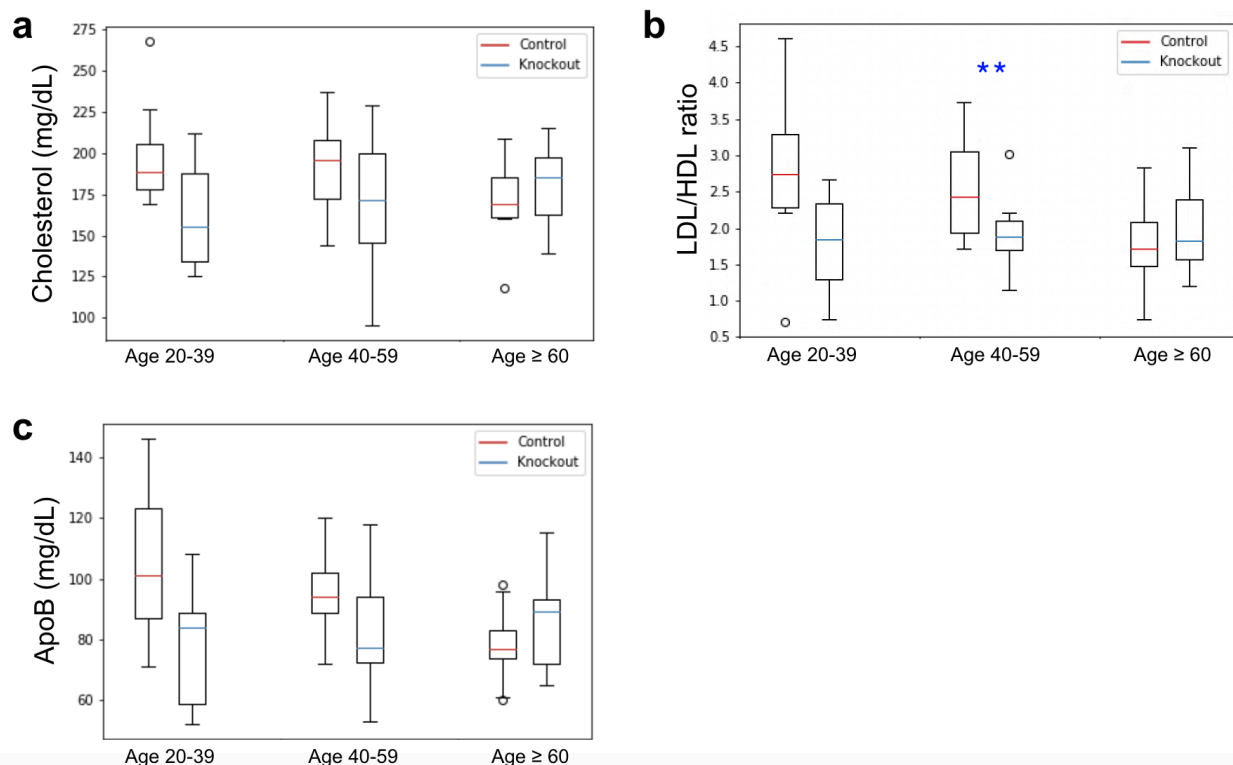 a
Cholesterol (mg/dL)
275
250
225
200
175
150
125
100
Control
Knockout
Age 20-39
Age 40-59
Age ≥ 60
b
LDL/HDL ratio
4.5
4.0
3.5
3.0
2.5
2.0
1.5
1.0
0.5
**
Control
Knockout
Age 20-39
Age 40-59
Age ≥ 60
c
ApoB (mg/dL)
140
120
100
80
60
Control
Knockout
Age 20-39
Age 40-59
Age ≥ 60